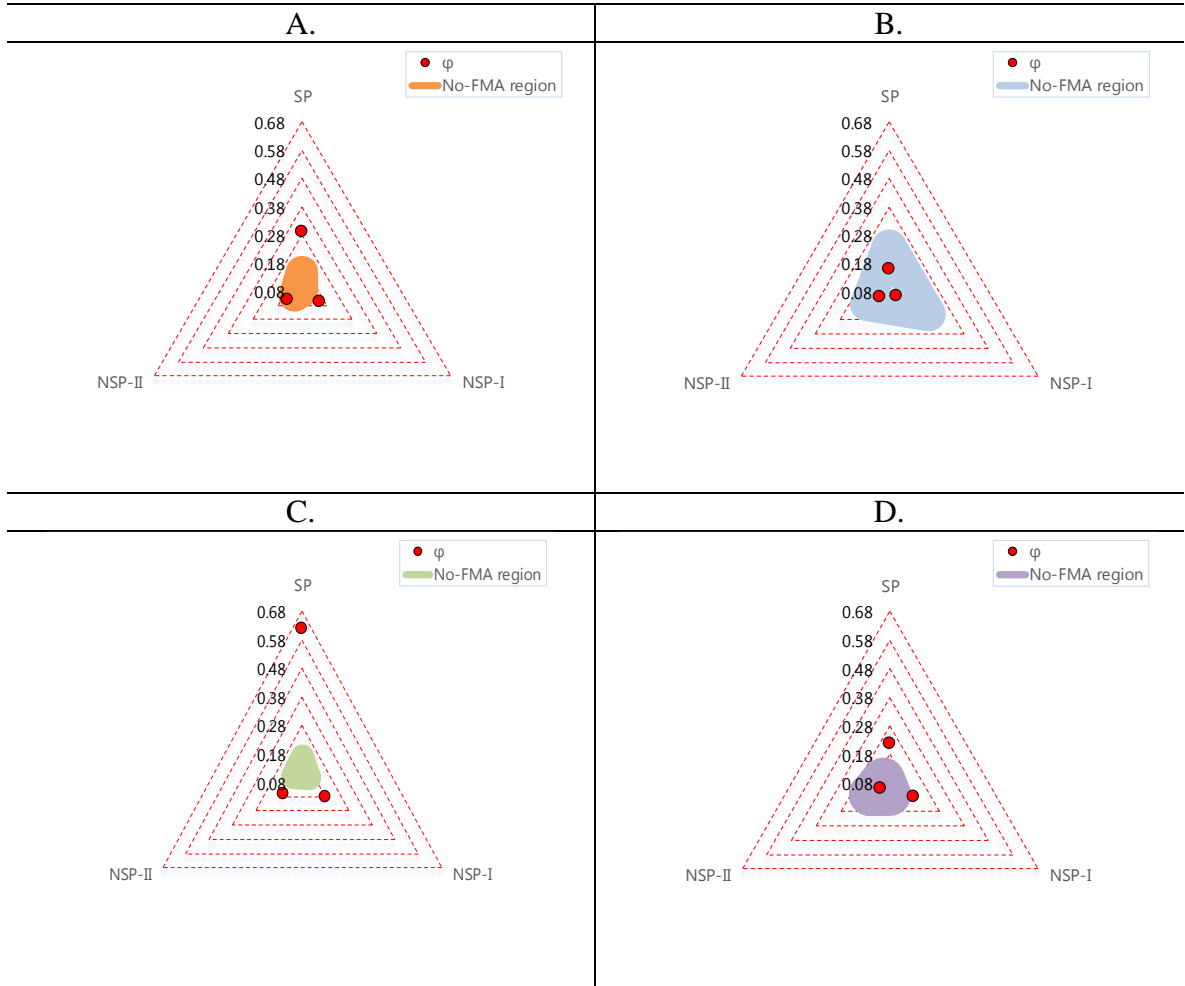 A.
B.
φ
No-FMA region
SP
0.68
0.58
0.48
0.38
0.28
0.18
0.08
NSP-II
NSP-I
φ
No-FMA region
SP
0.68
0.58
0.48
0.38
0.28
0.18
0.08
NSP-II
NSP-I
C.
D.
φ
No-FMA region
SP
0.68
0.58
0.48
0.38
0.28
0.18
0.08
NSP-II
NSP-I
φ
No-FMA region
SP
0.68
0.58
0.48
0.38
0.28
0.18
0.08
NSP-II
NSP-I